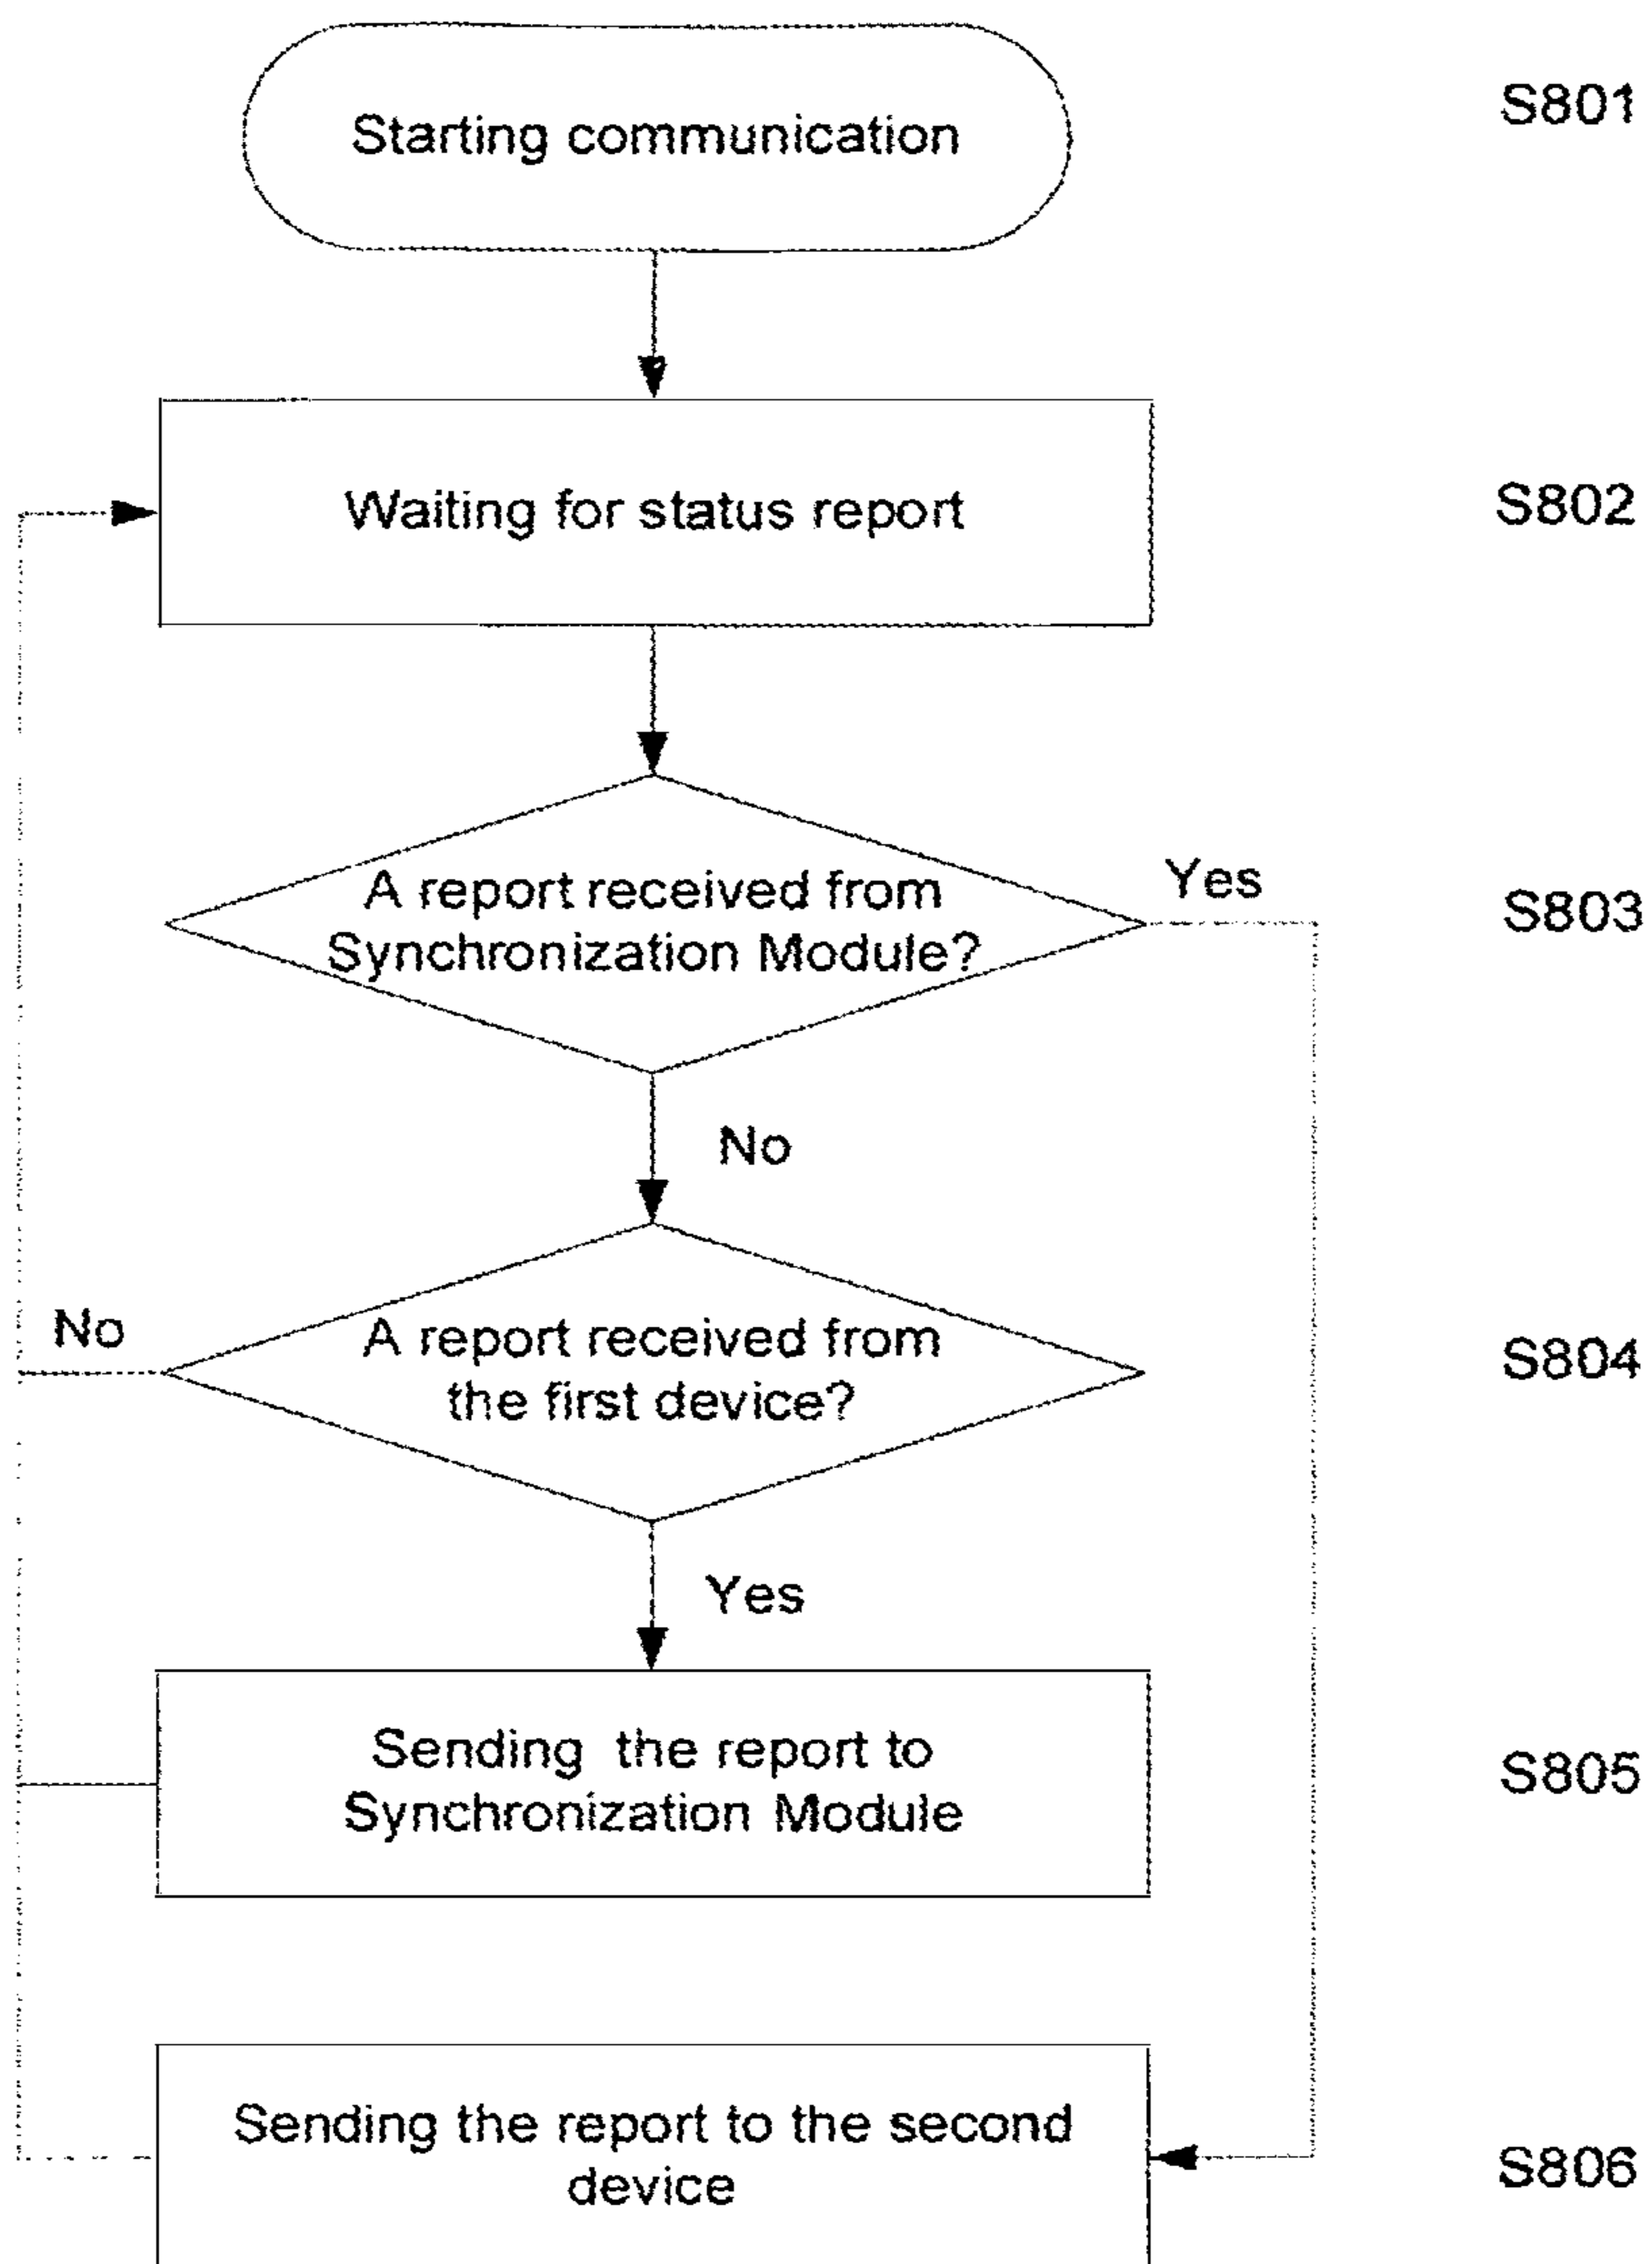 Starting communication
S801
Waiting for status report
S802
A report received from
Synchronization Module?
Yes
S803
No
A report received from
the first device?
No
S804
Yes
Sending the report to
Synchronization Module
S805
Sending the report to the second
device
S806